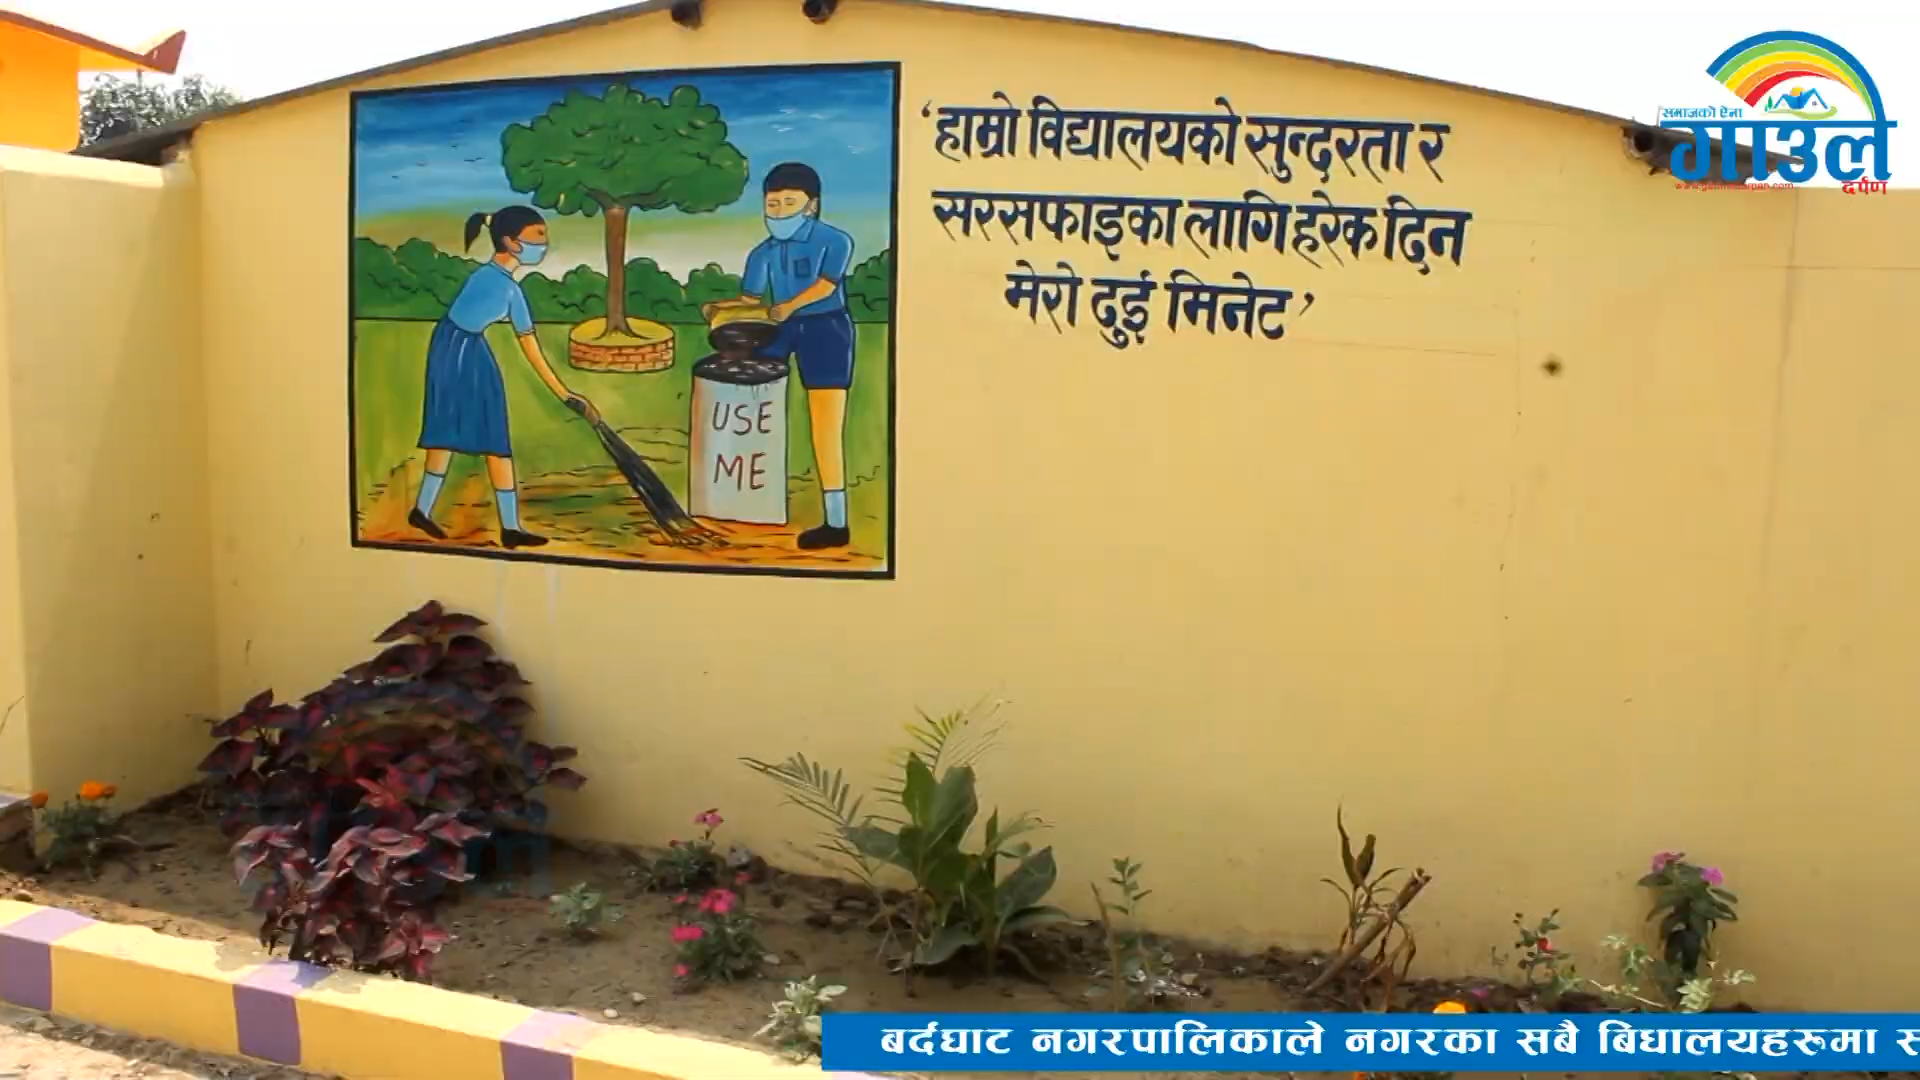 ‘हाम्रो विद्यालयको सुन्दरता र
सरसफाइका लागि हरेक दिन
मेरो दुई मिनेट’
USE
ME
समाजको ऐना
गाउँले
दर्पण
बर्दघाट नगरपालिकाले नगरका सबै बिधालयहरूमा